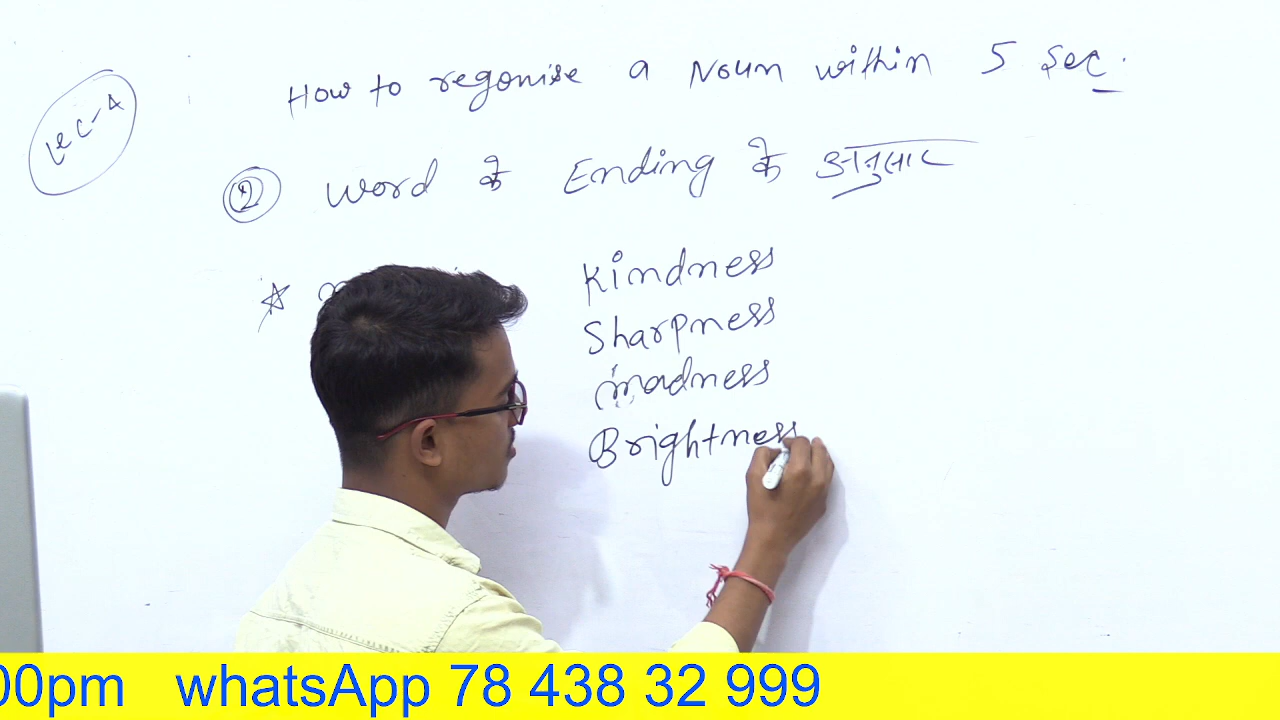 Lec-4
How to regonise a Noun within 5 Sec.
② Word के Ending के अनुसार
Kindness
Sharpness
Madness
Brightness
00pm whatsApp 78 438 32 999